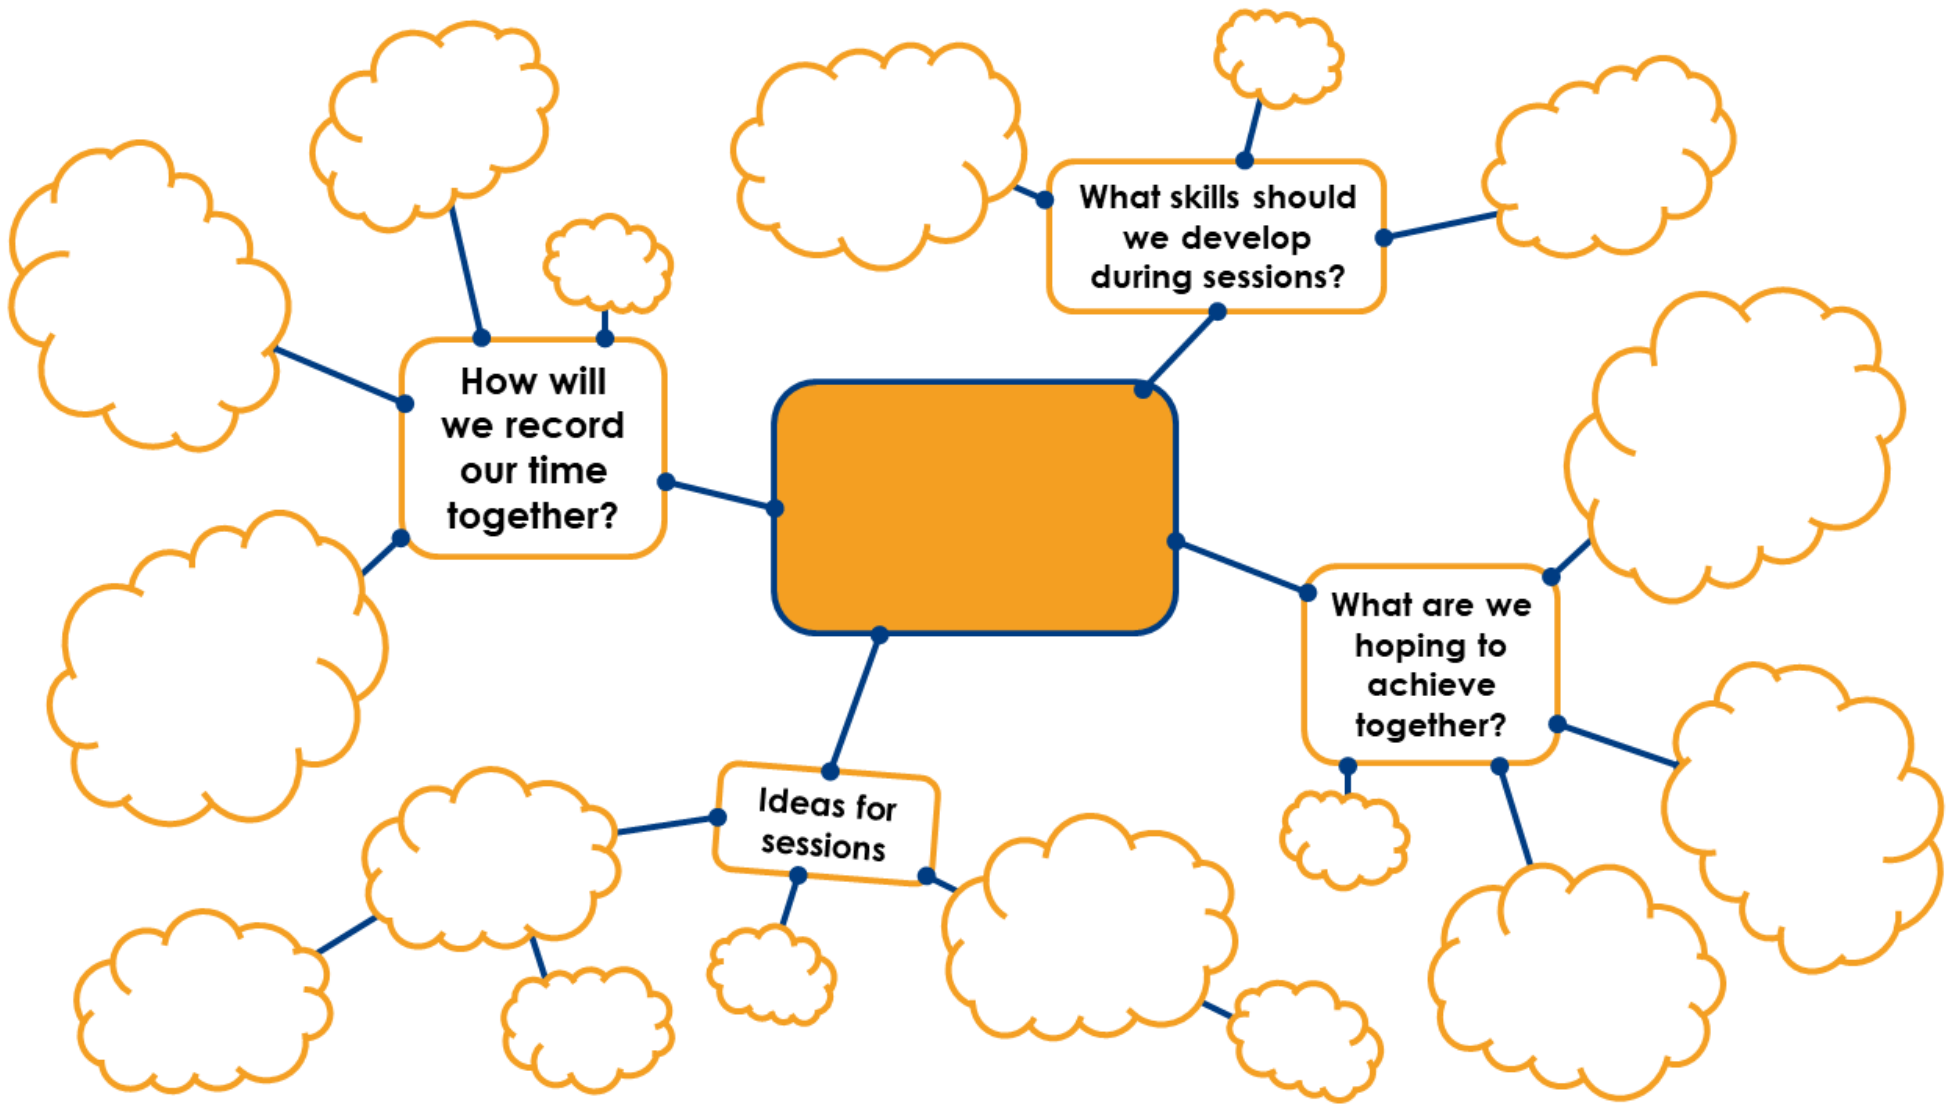 What skills should
we develop
during sessions?
How will
we record
our time
together?
What are we
hoping to
achieve
together?
Ideas for
sessions